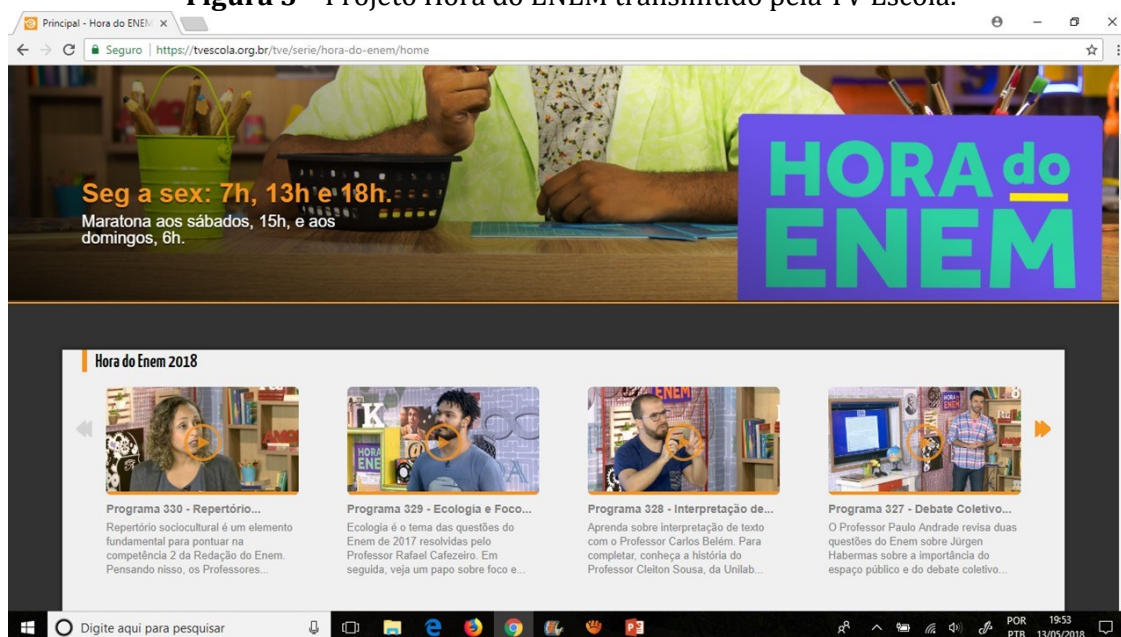 Projeto Hora do ENEM transmitido pela TV Escola.
Principal - Hora do ENEM
Seguro | https://tvescola.org.br/tve/serie/hora-do-enem/home
Seg a sex: 7h, 13h e 18h.
Maratona aos sábados, 15h, e aos
domingos, 6h.
HORA do
ENEM
Hora do Enem 2018
Programa 330 - Repertório...
Repertório sociocultural é um elemento
fundamental para pontuar na
competência 2 da Redação do Enem.
Pensando nisso, os Professores...
Programa 329 - Ecologia e Foco...
Ecologia é o tema das questões do
Enem de 2017 resolvidas pelo
Professor Rafael Cafezeiro. Em
seguida, veja um papo sobre foco e...
Programa 328 - Interpretação de...
Aprenda sobre interpretação de texto
com o Professor Carlos Belém. Para
completar, conheça a história do
Professor Cleiton Sousa, da Unilab...
Programa 327 - Debate Coletivo...
O Professor Paulo Andrade revisa duas
questões do Enem sobre Jürgen
Habermas sobre a importância do
espaço público e do debate coletivo...
Digite aqui para pesquisar
POR
PTB
19:53
13/05/2018